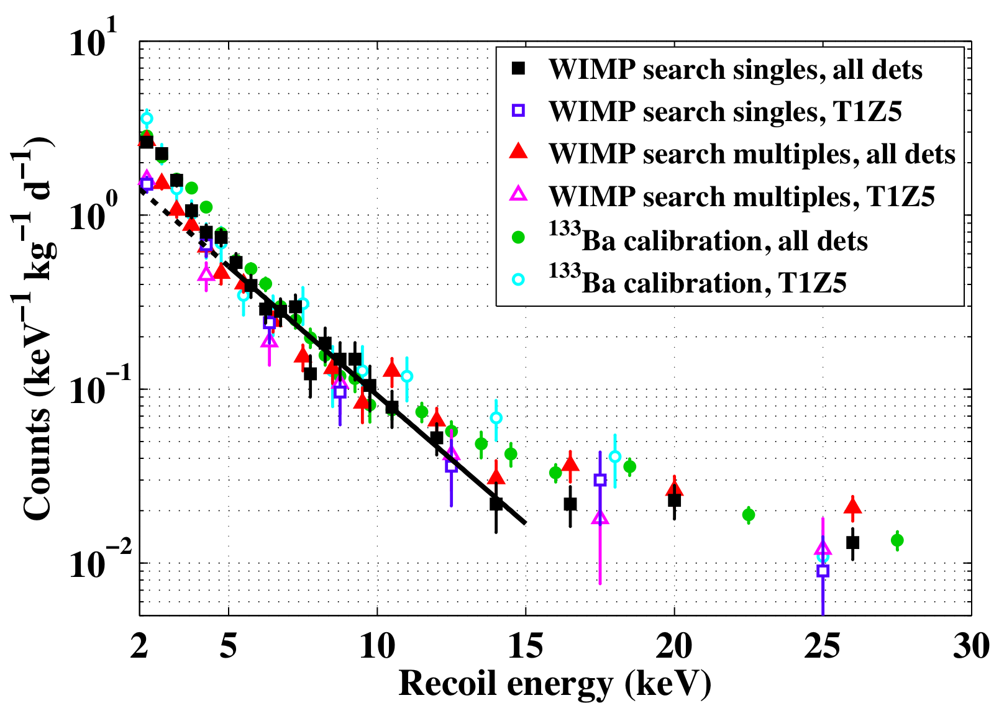 10^1
10^0
10^−1
10^−2
Counts (keV^−1 kg^−1 d^−1)
WIMP search singles, all dets
WIMP search singles, T1Z5
WIMP search multiples, all dets
WIMP search multiples, T1Z5
^133Ba calibration, all dets
^133Ba calibration, T1Z5
2 5 10 15 20 25 30
Recoil energy (keV)